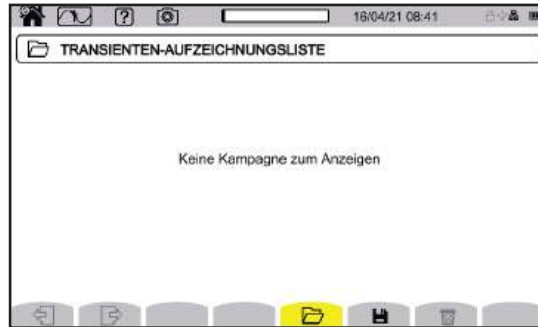 ?
16/04/21 08:41
TRANSIENTEN-AUFZEICHNUNGSLISTE
Keine Kampagne zum Anzeigen